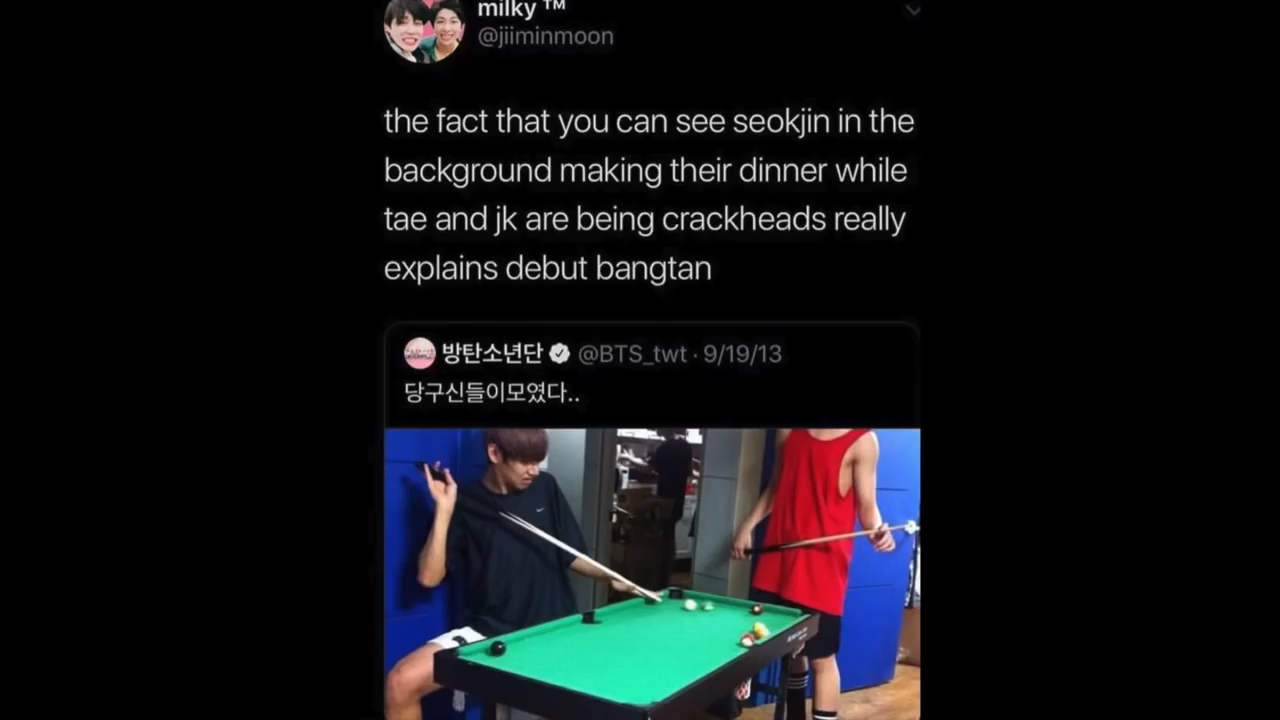 milky ™
@jiiminmoon
the fact that you can see seokjin in the
background making their dinner while
tae and jk are being crackheads really
explains debut bangtan
방탄소년단 @BTS_twt · 9/19/13
당구신들이모였다..